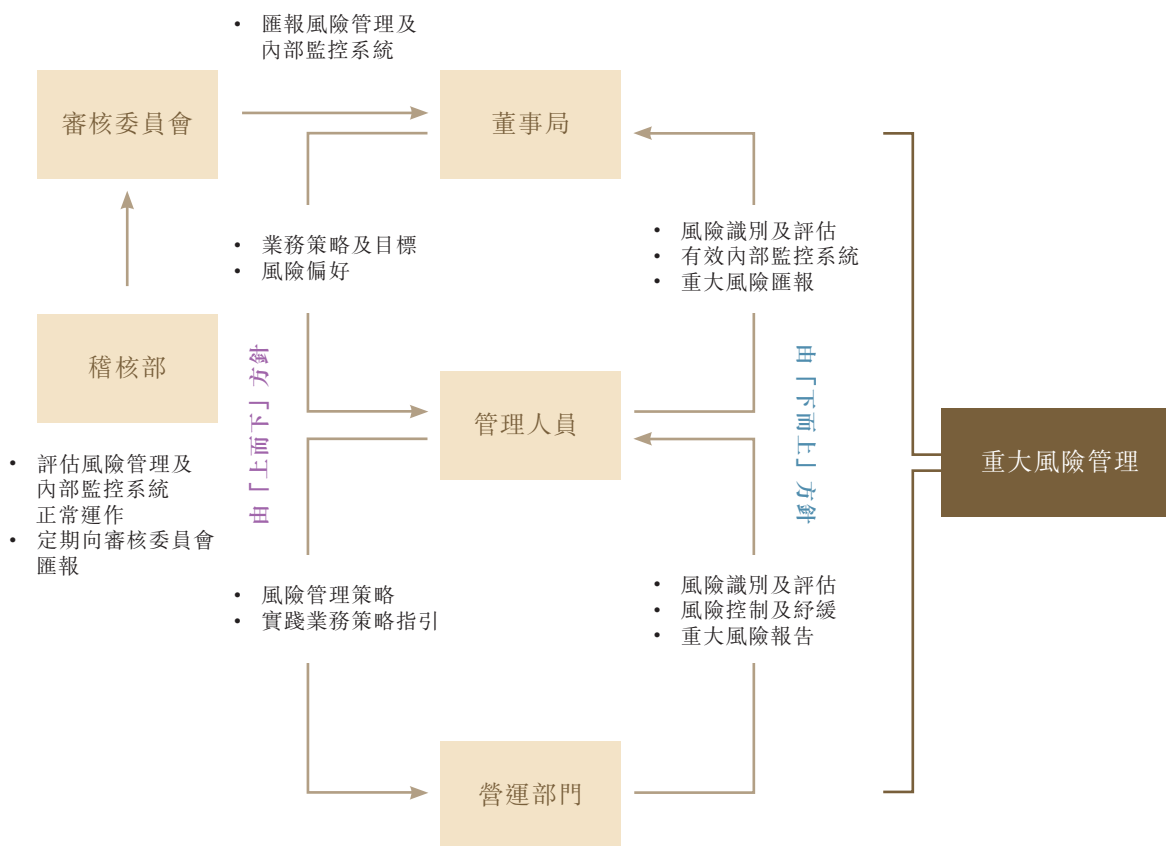 • 匯報風險管理及
內部監控系統
審核委員會
董事局
• 業務策略及目標
• 風險偏好
• 風險識別及評估
• 有效內部監控系統
• 重大風險匯報
稽核部
由「上而下」方針
管理人員
由「下而上」方針
重大風險管理
• 評估風險管理及
內部監控系統
正常運作
• 定期向審核委員會
匯報
• 風險管理策略
• 實踐業務策略指引
• 風險識別及評估
• 風險控制及紓緩
• 重大風險報告
營運部門